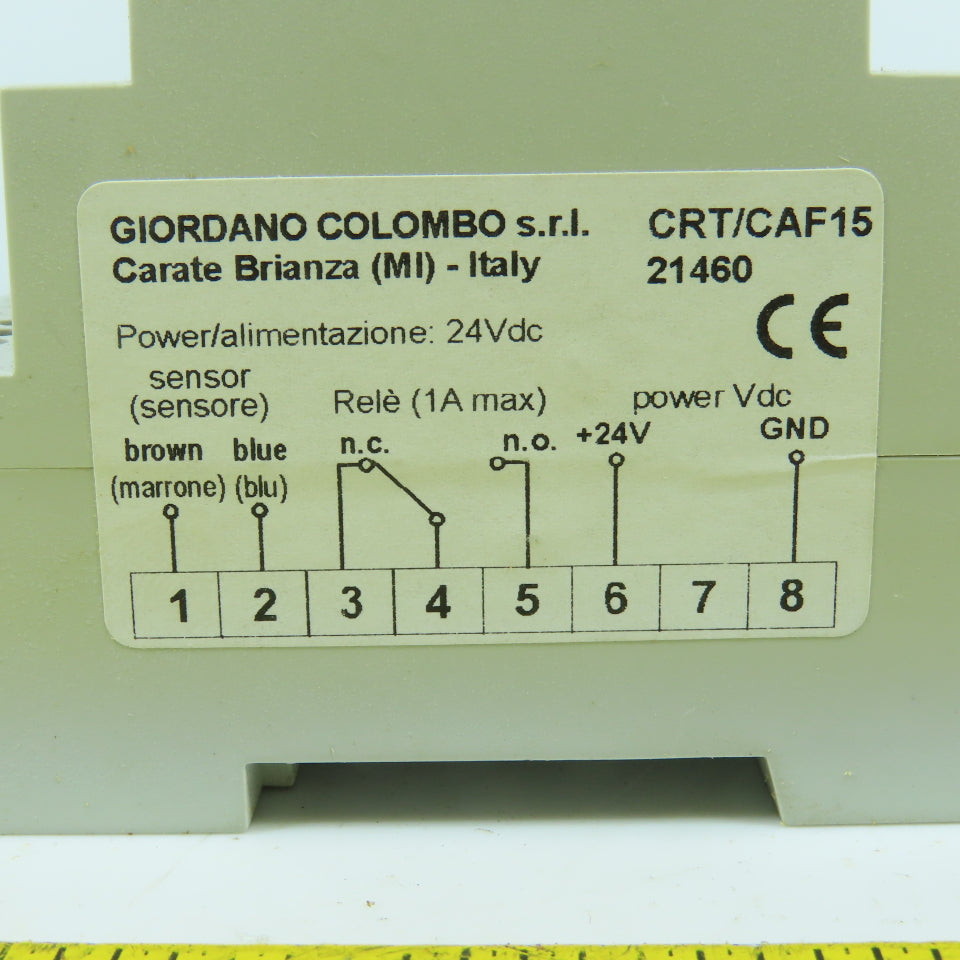 GIORDANO COLOMBO s.r.l. CRT/CAF15
Carate Brianza (MI) - Italy 21460
CE
Power/alimentazione: 24Vdc
sensor
(sensore) Relè (1A max) power Vdc
brown blue n.c. n.o. +24V GND
(marrone) (blu)
1 2 3 4 5 6 7 8